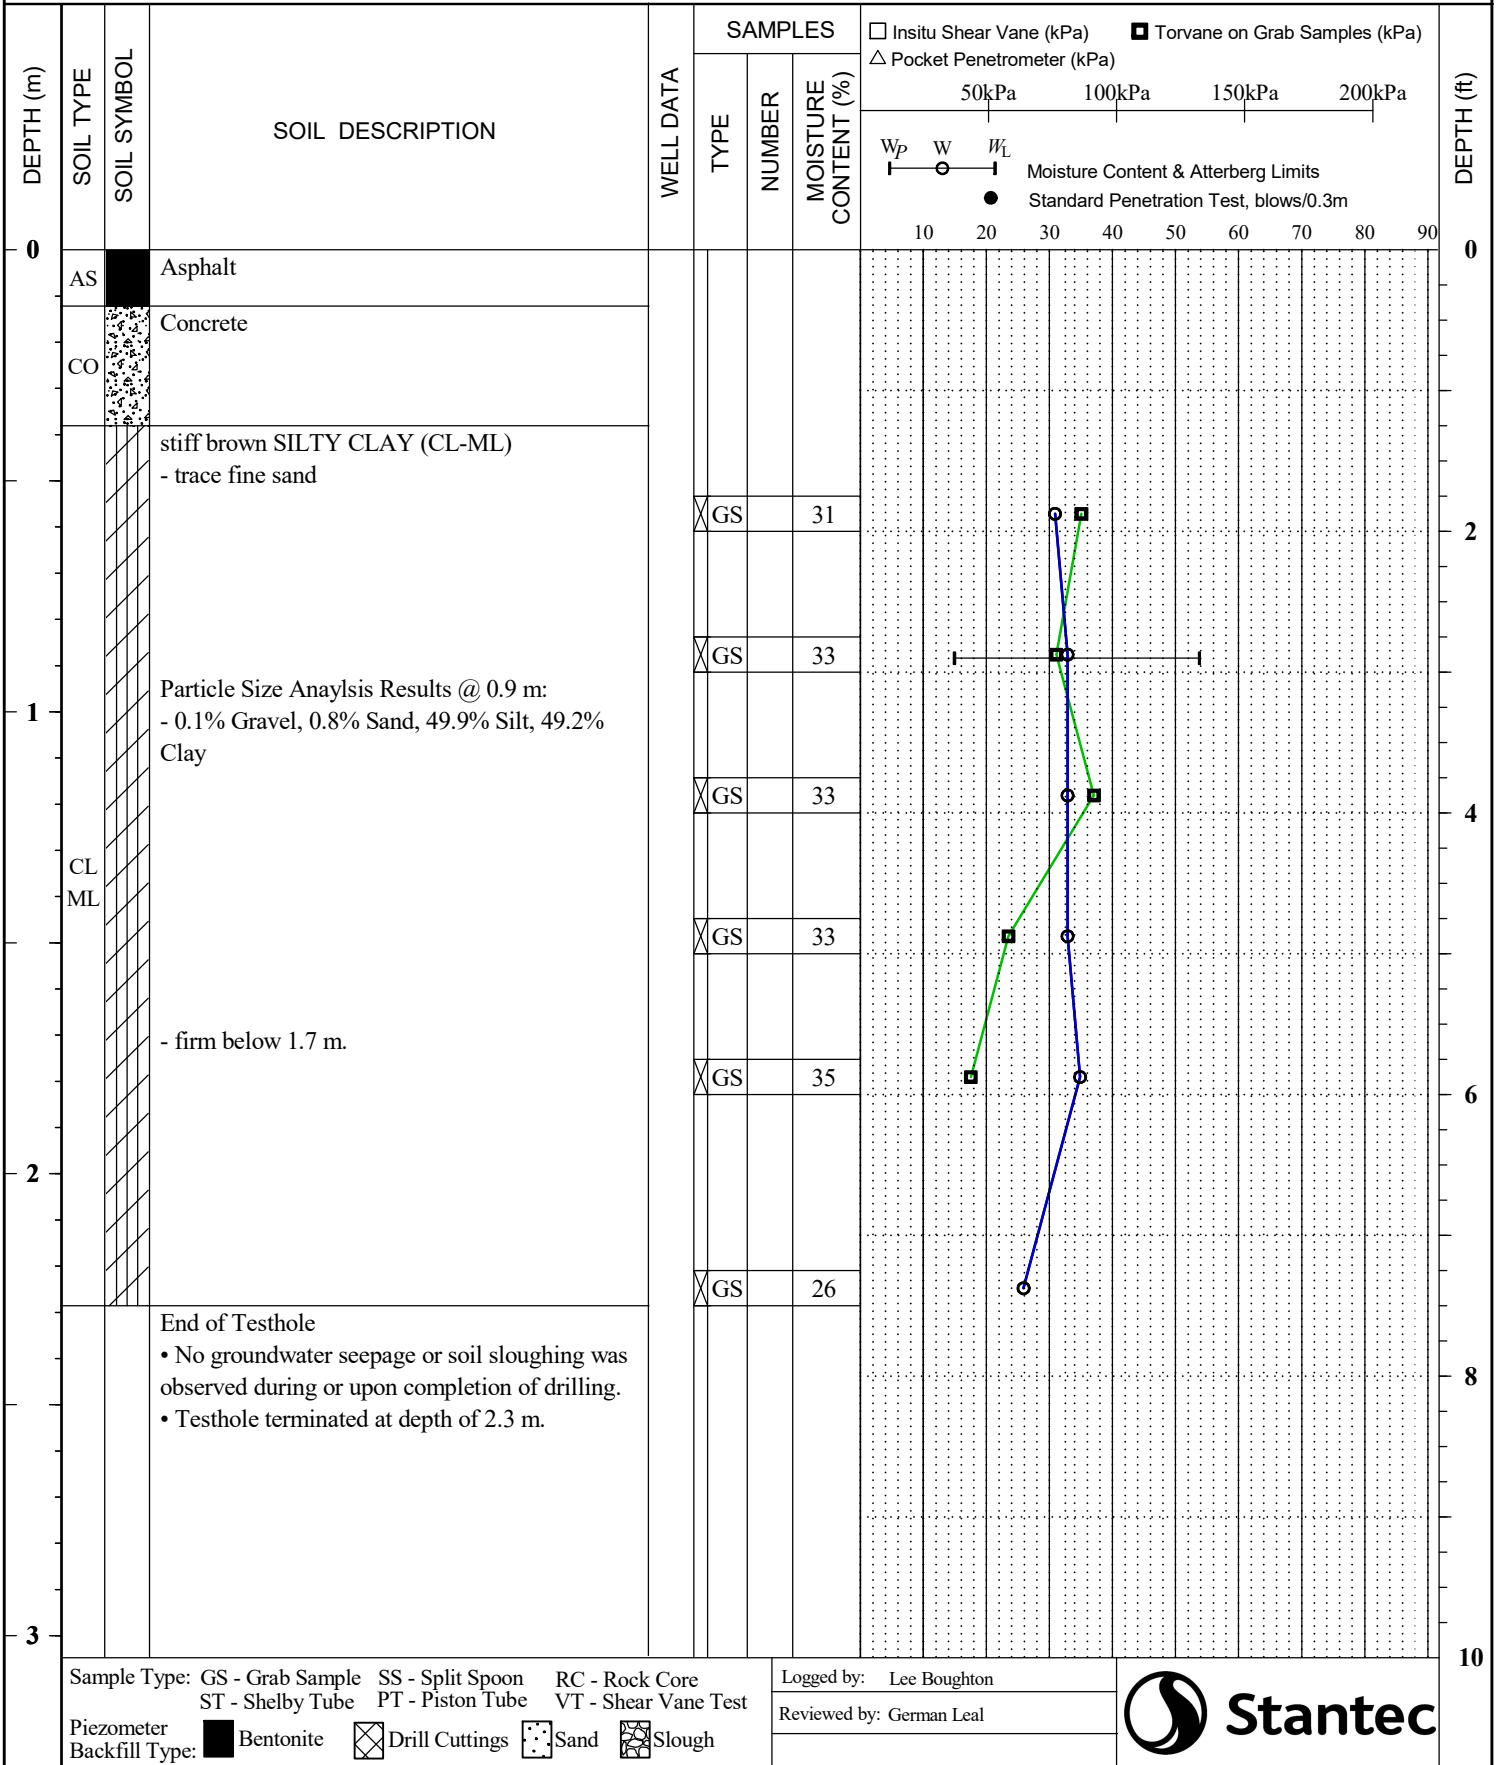 SAMPLES
□ Insitu Shear Vane (kPa)
Torvane on Grab Samples (kPa)
△ Pocket Penetrometer (kPa)
50kPa 100kPa 150kPa 200kPa
DEPTH (m)
SOIL TYPE
SOIL SYMBOL
SOIL DESCRIPTION
WELL DATA
TYPE
NUMBER
MOISTURE
CONTENT (%)
DEPTH (ft)
WP W WL
Moisture Content & Atterberg Limits
Standard Penetration Test, blows/0.3m
10 20 30 40 50 60 70 80 90
0 0
AS Asphalt
Concrete
CO
stiff brown SILTY CLAY (CL-ML)
- trace fine sand
GS 31
2
GS 33
Particle Size Anaylsis Results @ 0.9 m:
1 - 0.1% Gravel, 0.8% Sand, 49.9% Silt, 49.2%
Clay
GS 33
4
CL
ML
GS 33
- firm below 1.7 m.
GS 35
6
2
GS 26
End of Testhole
• No groundwater seepage or soil sloughing was
observed during or upon completion of drilling.
8
• Testhole terminated at depth of 2.3 m.
3
10
Sample Type: GS - Grab Sample SS - Split Spoon RC - Rock Core
ST - Shelby Tube PT - Piston Tube VT - Shear Vane Test
Piezometer
Backfill Type: Bentonite Drill Cuttings Sand Slough
Logged by: Lee Boughton
Reviewed by: German Leal
Stantec